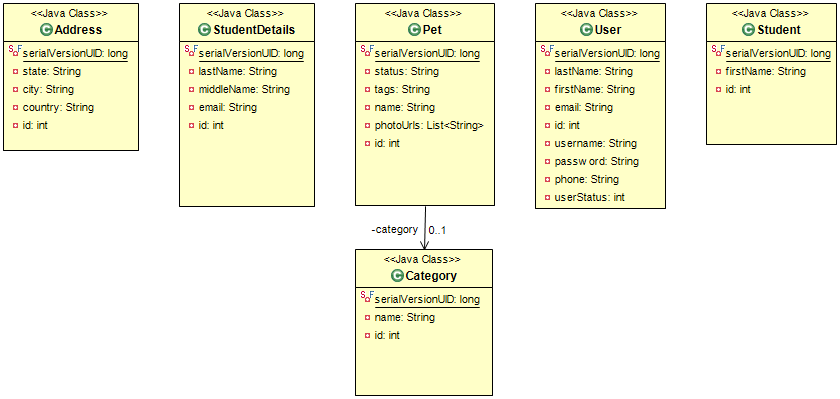 <<Java Class>>
Address
serialVersionUID: long
state: String
city: String
country: String
id: int
<<Java Class>>
StudentDetails
serialVersionUID: long
lastName: String
middleName: String
email: String
id: int
<<Java Class>>
Pet
serialVersionUID: long
status: String
tags: String
name: String
photoUrls: List<String>
id: int
<<Java Class>>
User
serialVersionUID: long
lastName: String
firstName: String
email: String
id: int
username: String
password: String
phone: String
userStatus: int
<<Java Class>>
Student
serialVersionUID: long
firstName: String
id: int
-category 0..1
<<Java Class>>
Category
serialVersionUID: long
name: String
id: int